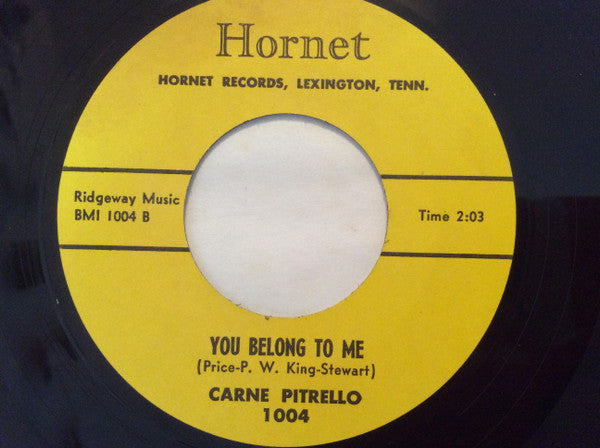 Hornet
HORNET RECORDS, LEXINGTON, TENN.
Ridgeway Music
BMI 1004 B
Time 2:03
YOU BELONG TO ME
(Price-P. W. King-Stewart)
CARNE PITRELLO
1004